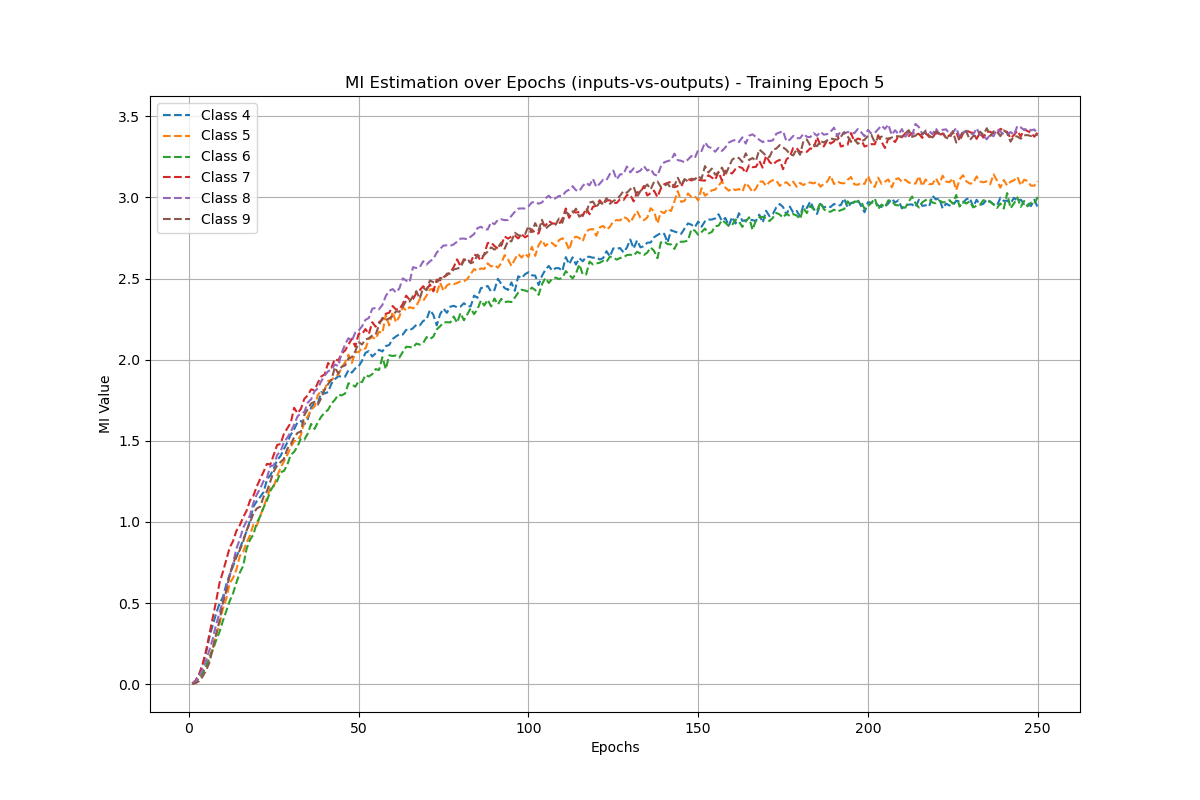 MI Estimation over Epochs (inputs-vs-outputs) - Training Epoch 5
Class 4
Class 5
Class 6
Class 7
Class 8
Class 9
3.5
3.0
2.5
2.0
1.5
1.0
0.5
0.0
MI Value
0 50 100 150 200 250
Epochs